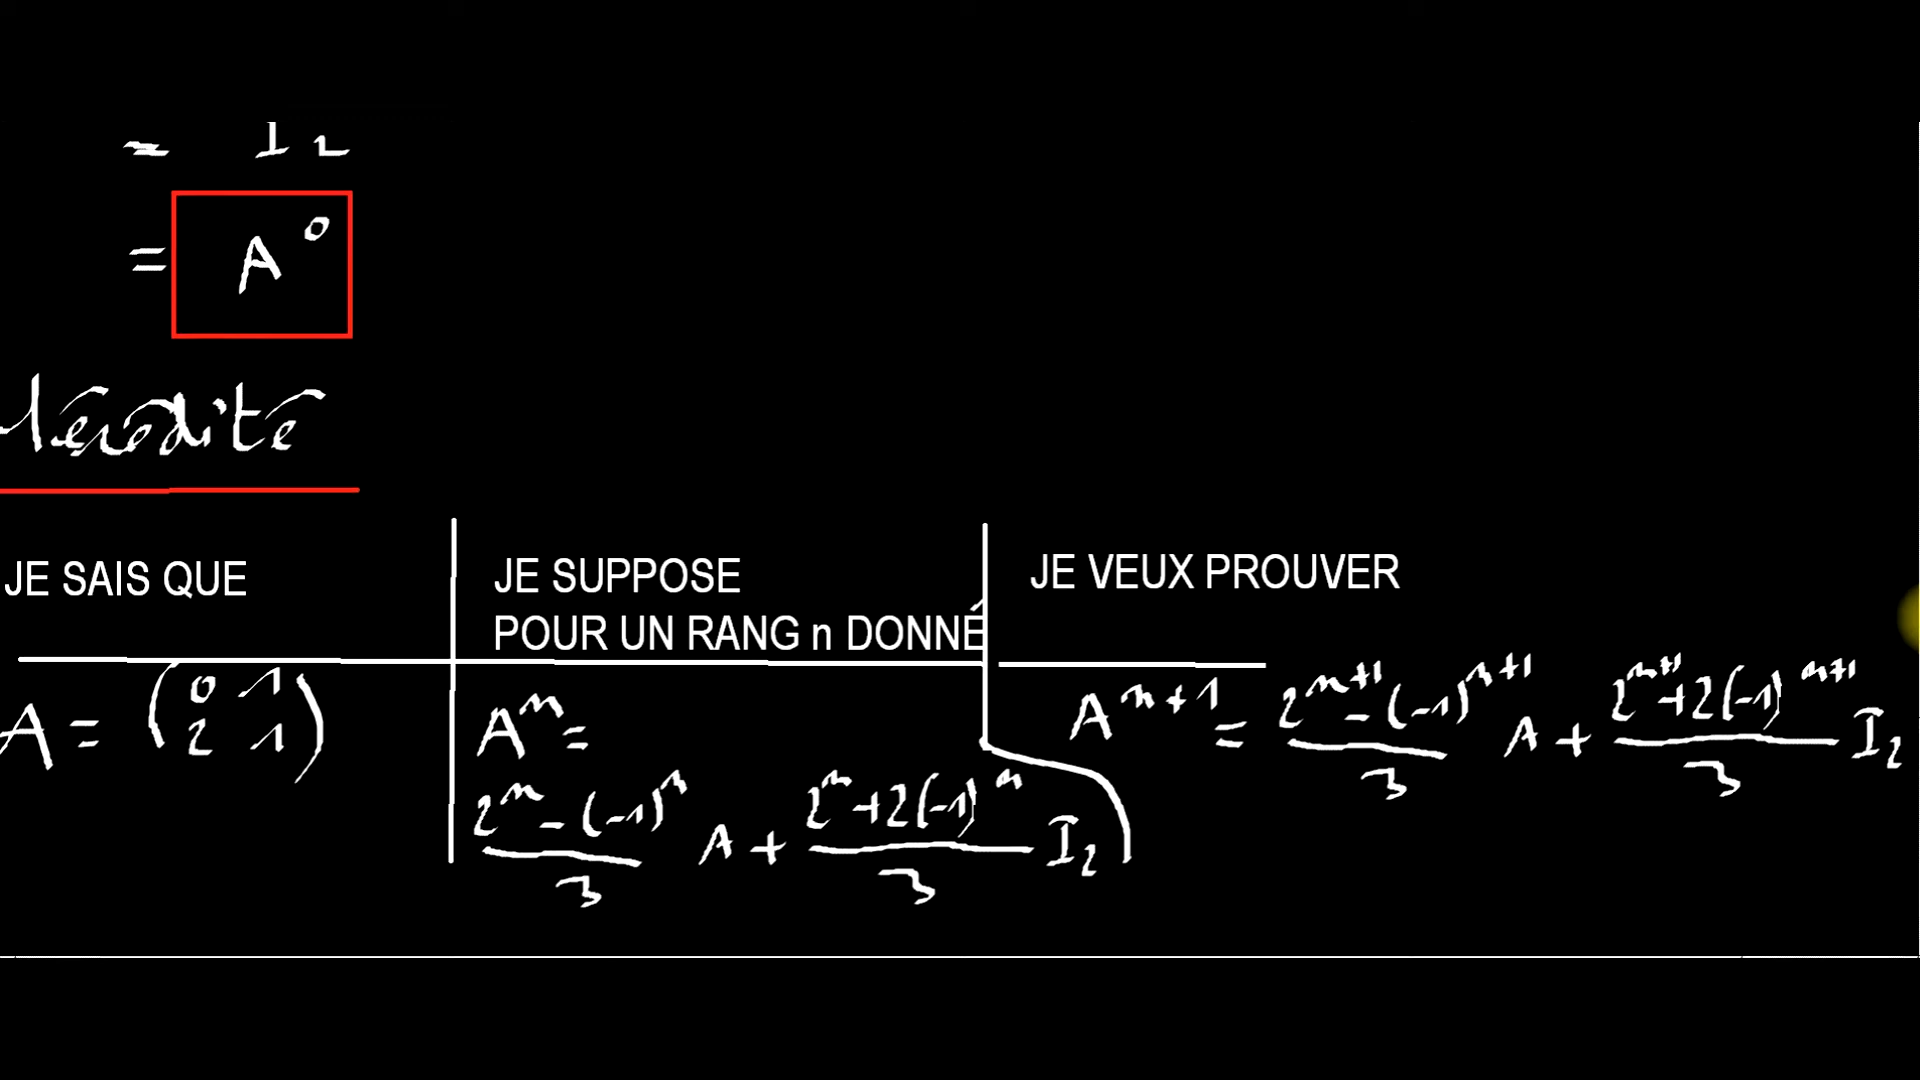 = I₂
= A⁰
Hérédité
JE SAIS QUE
JE SUPPOSE
POUR UN RANG n DONNÉ
JE VEUX PROUVER
A = (0 1
2 1)
Aⁿ =
2ⁿ - (-1)ⁿ / 3 A + 2ⁿ + 2(-1)ⁿ / 3 I₂
Aⁿ⁺¹ = 2ⁿ⁺¹ - (-1)ⁿ⁺¹ / 3 A + 2ⁿ⁺¹ + 2(-1)ⁿ⁺¹ / 3 I₂